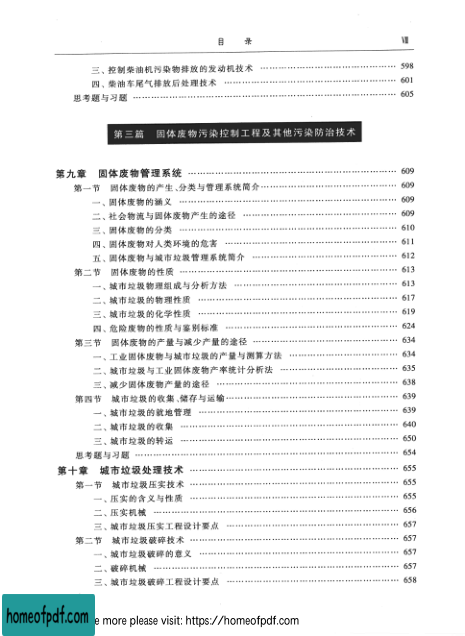 目 录 Ⅶ
三、控制柴油机污染物排放的发动机技术 …… 598
四、柴油车尾气排放后处理技术 …… 601
思考题与习题 …… 605
第三篇 固体废物污染控制工程及其他污染防治技术
第九章 固体废物管理系统 …… 609
第一节 固体废物的产生、分类与管理系统简介 …… 609
一、固体废物的涵义 …… 609
二、社会物流与固体废物产生的途径 …… 609
三、固体废物的分类 …… 610
四、固体废物对人类环境的危害 …… 611
五、固体废物与城市垃圾管理系统简介 …… 612
第二节 固体废物的性质 …… 613
一、城市垃圾物理组成与分析方法 …… 613
二、城市垃圾的物理性质 …… 617
三、城市垃圾的化学性质 …… 619
四、危险废物的性质与鉴别标准 …… 624
第三节 固体废物的产量与减少产量的途径 …… 634
一、工业固体废物与城市垃圾的产量与测算方法 …… 634
二、城市垃圾与工业固体废物产率统计分析法 …… 635
三、减少固体废物产量的途径 …… 638
第四节 城市垃圾的收集、储存与运输 …… 639
一、城市垃圾的就地管理 …… 639
二、城市垃圾的收集 …… 640
三、城市垃圾的转运 …… 650
思考题与习题 …… 654
第十章 城市垃圾处理技术 …… 655
第一节 城市垃圾压实技术 …… 655
一、压实的含义与性质 …… 655
二、压实机械 …… 656
三、城市垃圾压实工程设计要点 …… 657
第二节 城市垃圾破碎技术 …… 657
一、城市垃圾破碎的意义 …… 657
二、破碎机械 …… 657
三、城市垃圾破碎工程设计要点 …… 658
homeofpdf.com
e more please visit: https://homeofpdf.com